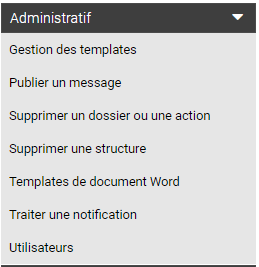 Administratif
Gestion des templates
Publier un message
Supprimer un dossier ou une action
Supprimer une structure
Templates de document Word
Traiter une notification
Utilisateurs